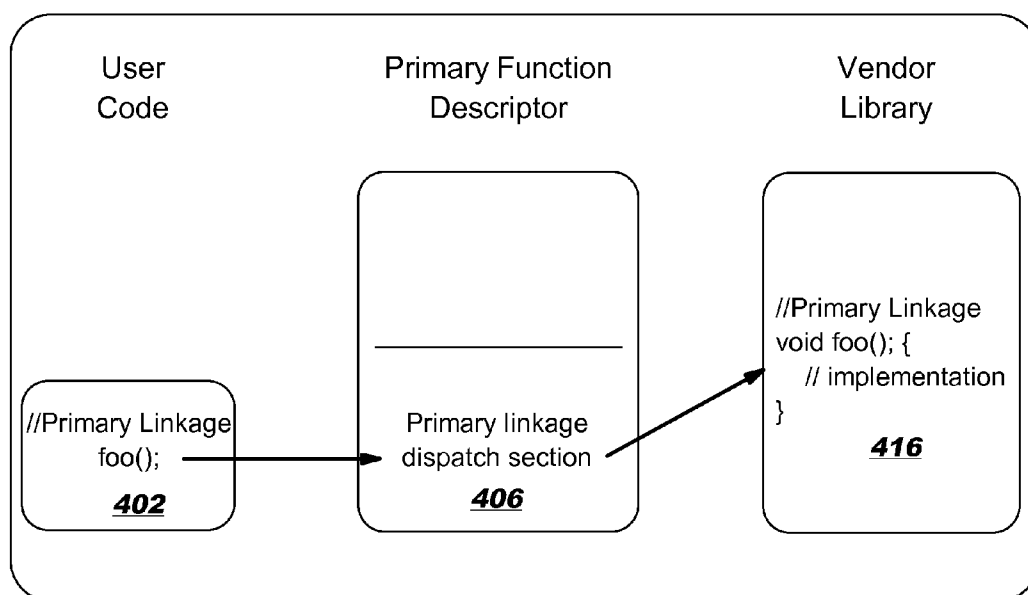 User
Code
Primary Function
Descriptor
Vendor
Library
//Primary Linkage
foo();
402
Primary linkage
dispatch section
406
//Primary Linkage
void foo(); {
// implementation
}
416